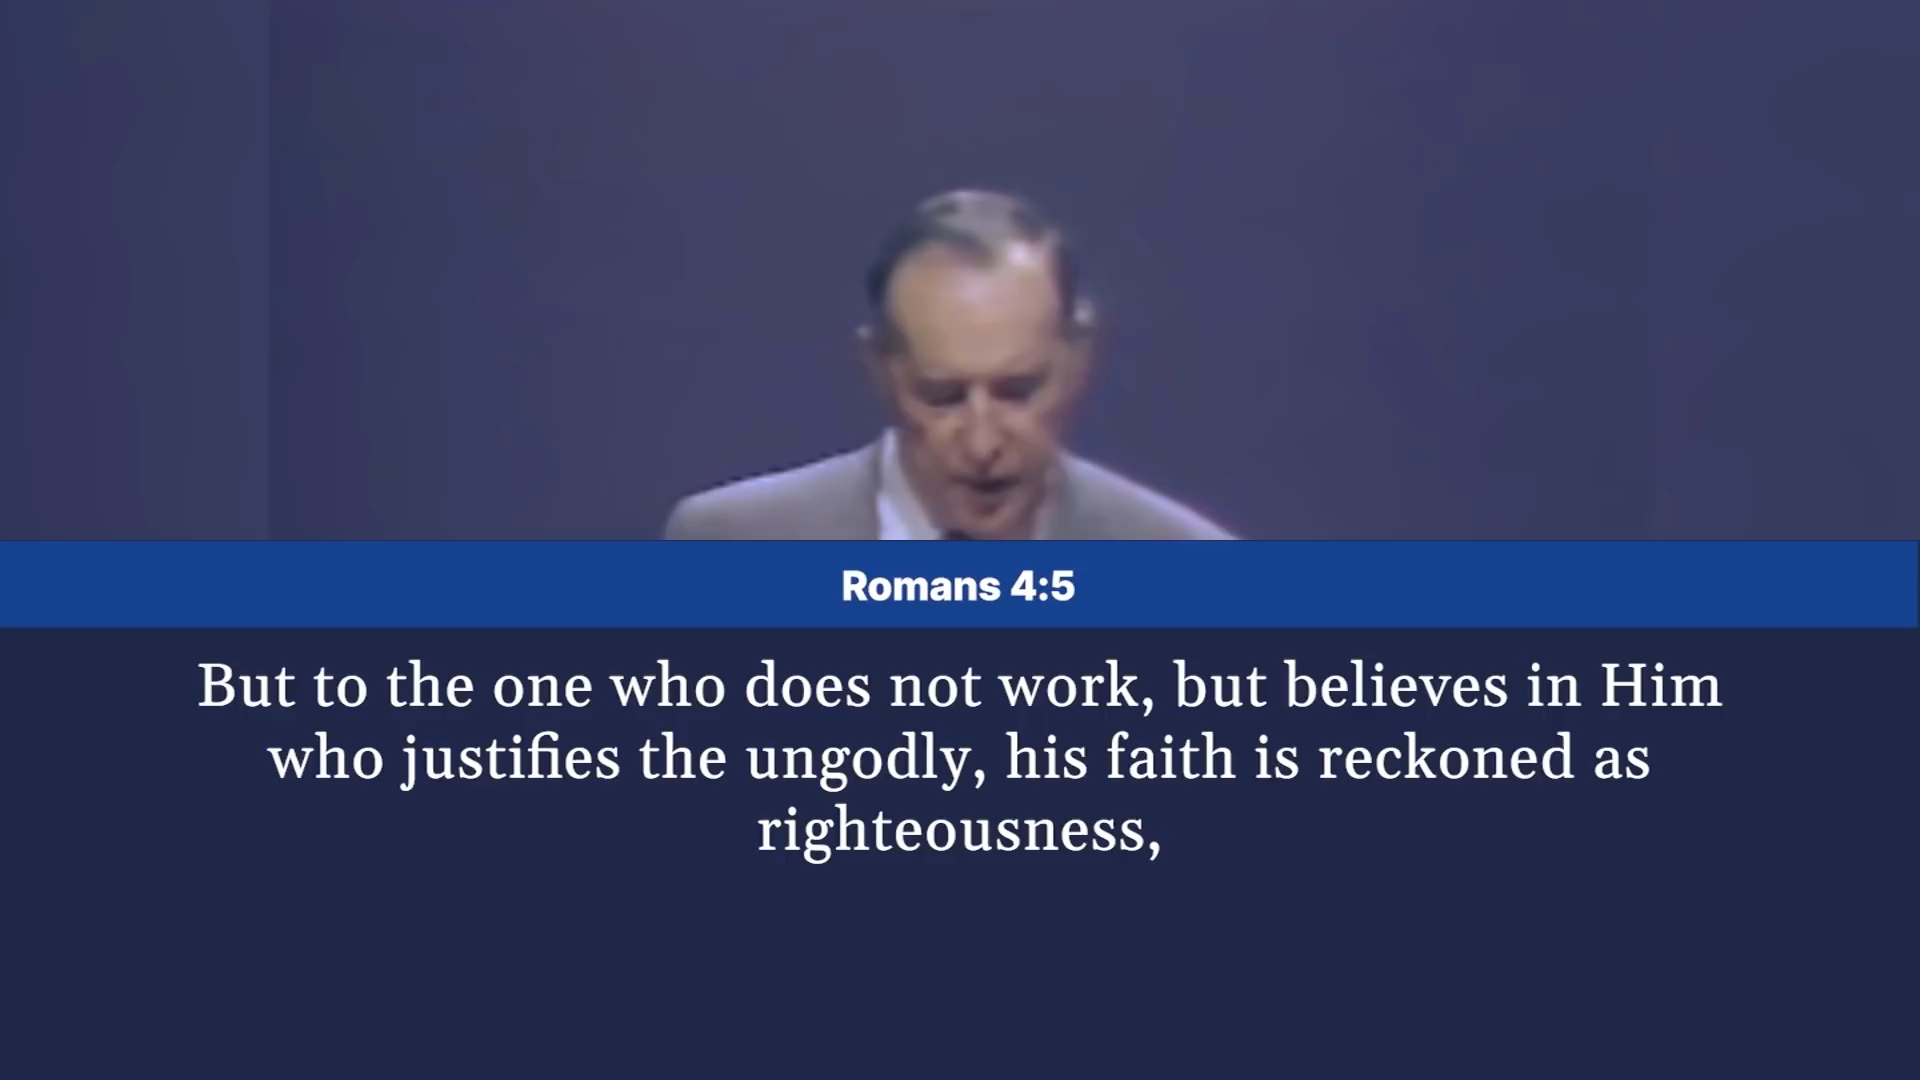 Romans 4:5
But to the one who does not work, but believes in Him
who justifies the ungodly, his faith is reckoned as
righteousness,